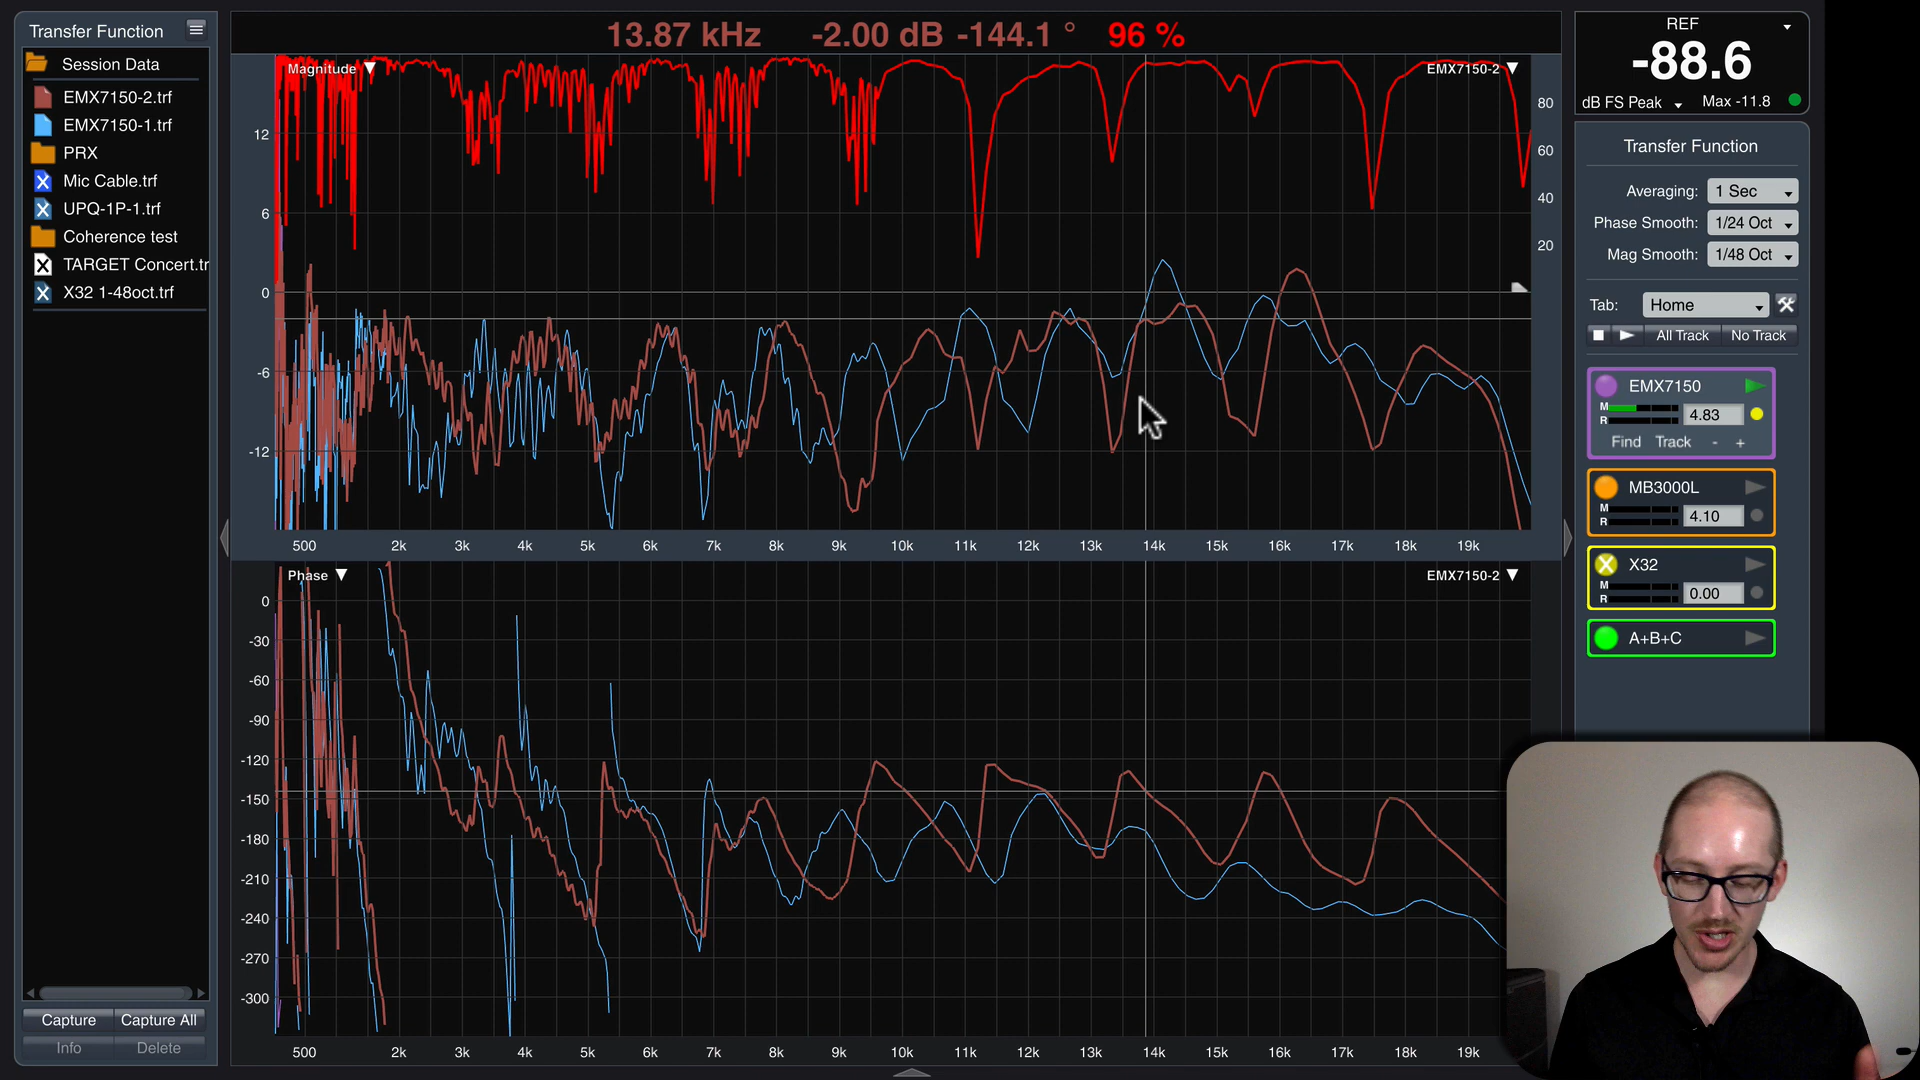 Transfer Function
Session Data
EMX7150-2.trf
EMX7150-1.trf
PRX
Mic Cable.trf
UPQ-1P-1.trf
Coherence test
TARGET Concert.tr
X32 1-48oct.trf
Capture
Capture All
Info
Delete
13.87 kHz -2.00 dB -144.1 ° 96 %
Magnitude
EMX7150-2
12
6
0
-6
-12
80
60
40
20
500 2k 3k 4k 5k 6k 7k 8k 9k 10k 11k 12k 13k 14k 15k 16k 17k 18k 19k
Phase
EMX7150-2
0
-30
-60
-90
-120
-150
-180
-210
-240
-270
-300
500 2k 3k 4k 5k 6k 7k 8k 9k 10k 11k 12k 13k 14k 15k 16k 17k 18k 19k
REF
-88.6
dB FS Peak Max -11.8
Transfer Function
Averaging: 1 Sec
Phase Smooth: 1/24 Oct
Mag Smooth: 1/48 Oct
Tab: Home
All Track No Track
EMX7150
M
R
4.83
Find Track - +
MB3000L
M
R
4.10
X32
M
R
0.00
A+B+C